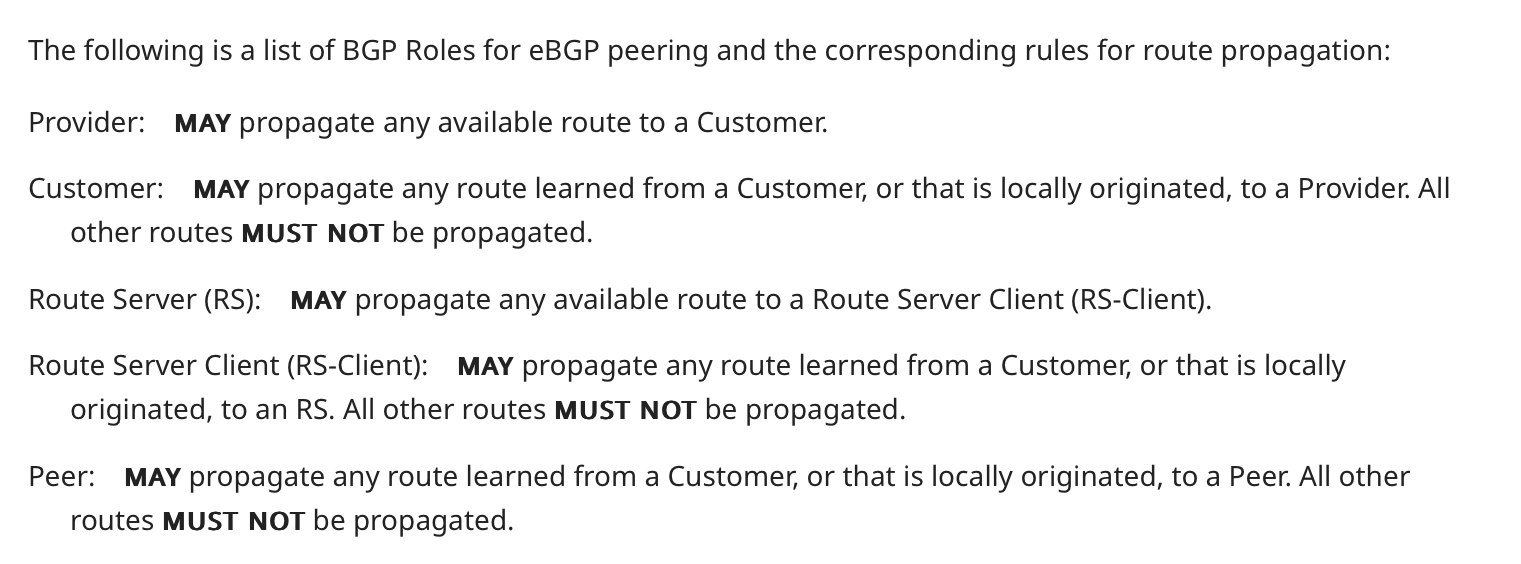 The following is a list of BGP Roles for eBGP peering and the corresponding rules for route propagation:
Provider: MAY propagate any available route to a Customer.
Customer: MAY propagate any route learned from a Customer, or that is locally originated, to a Provider. All
other routes MUST NOT be propagated.
Route Server (RS): MAY propagate any available route to a Route Server Client (RS-Client).
Route Server Client (RS-Client): MAY propagate any route learned from a Customer, or that is locally
originated, to an RS. All other routes MUST NOT be propagated.
Peer: MAY propagate any route learned from a Customer, or that is locally originated, to a Peer. All other
routes MUST NOT be propagated.